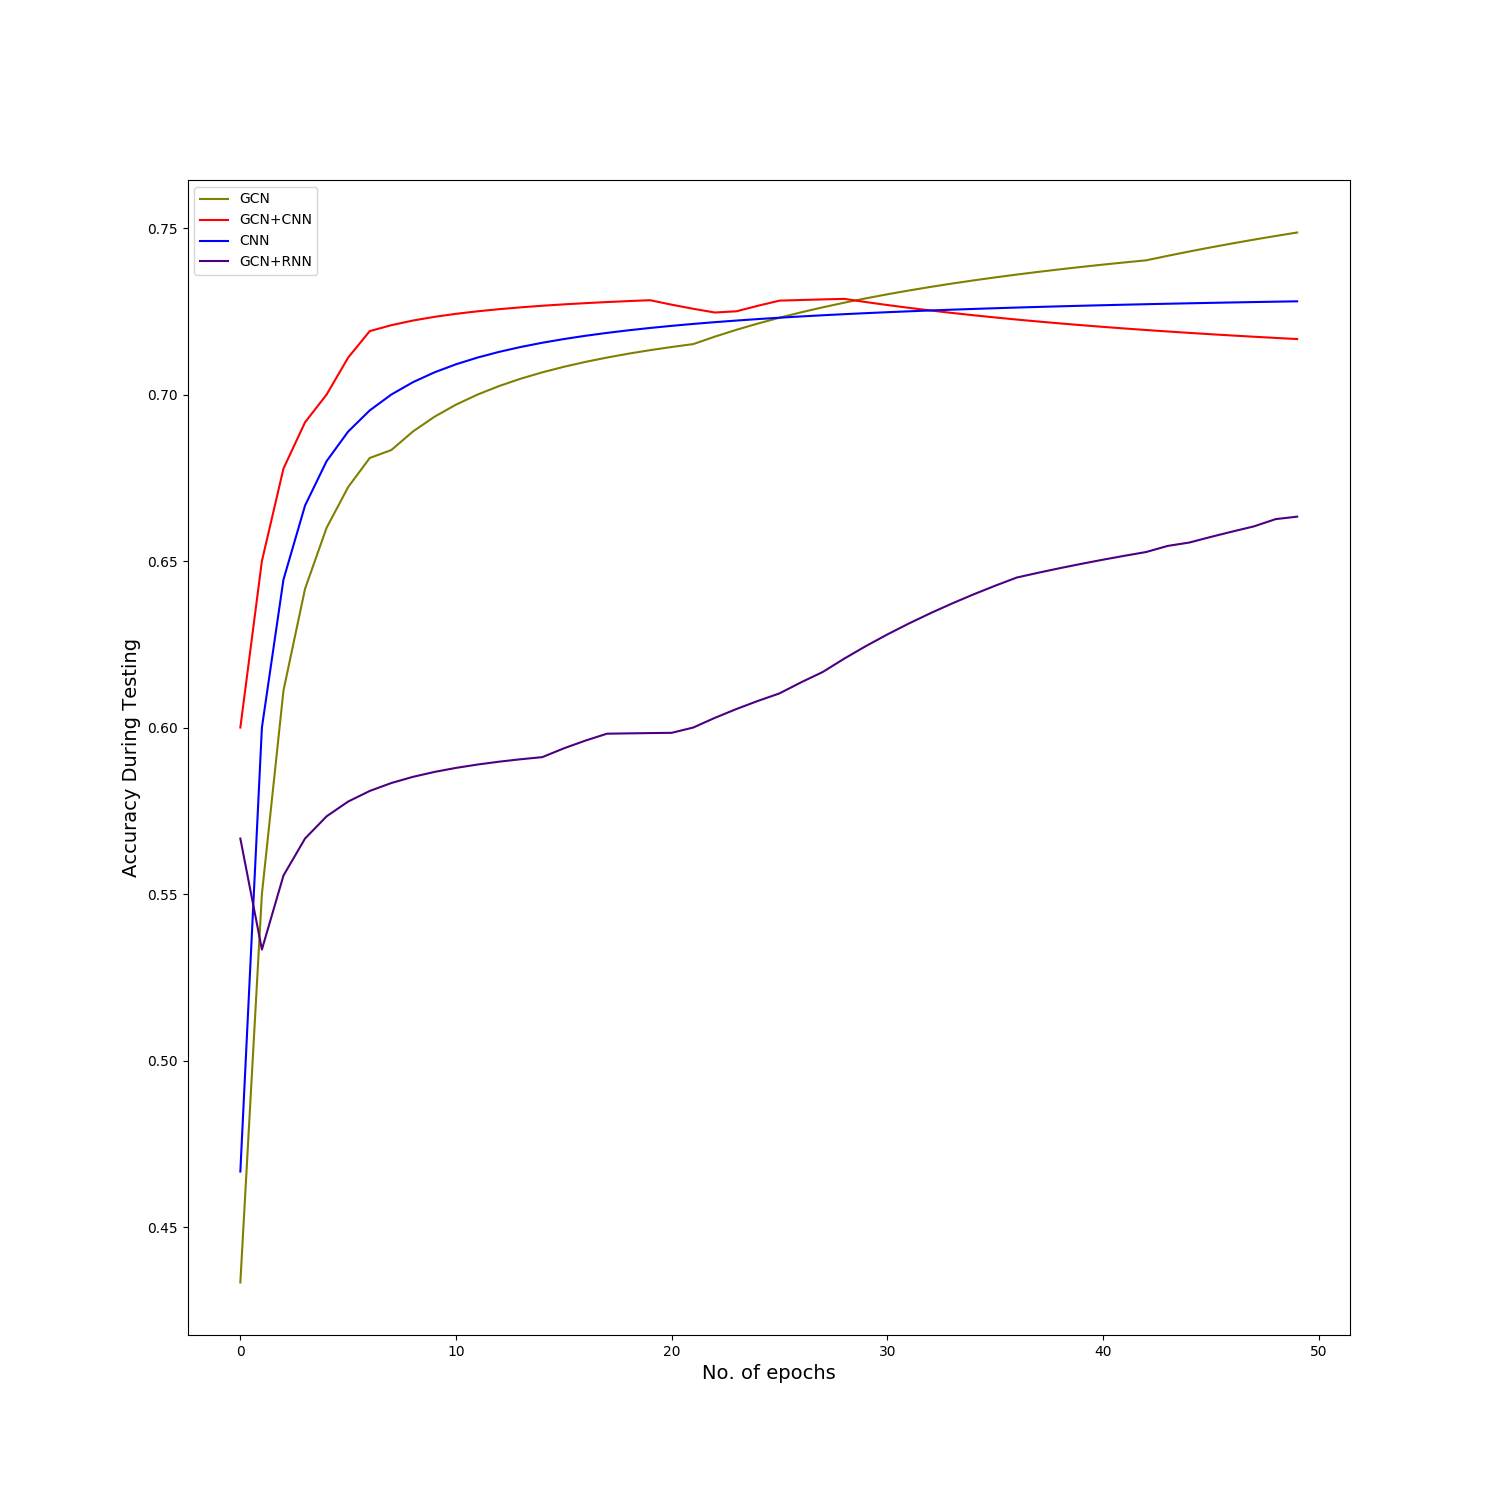 GCN
GCN+CNN
CNN
GCN+RNN
0.75
0.70
0.65
0.60
0.55
0.50
0.45
Accuracy During Testing
0 10 20 30 40 50
No. of epochs